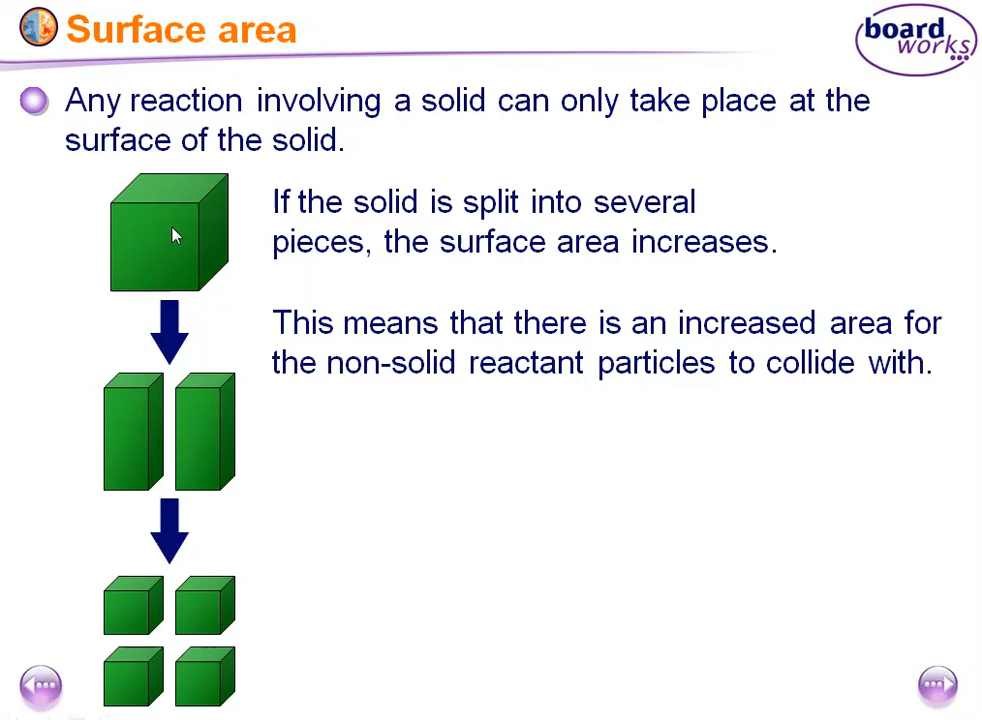 Surface area
board
works
Any reaction involving a solid can only take place at the
surface of the solid.
If the solid is split into several
pieces, the surface area increases.
This means that there is an increased area for
the non-solid reactant particles to collide with.